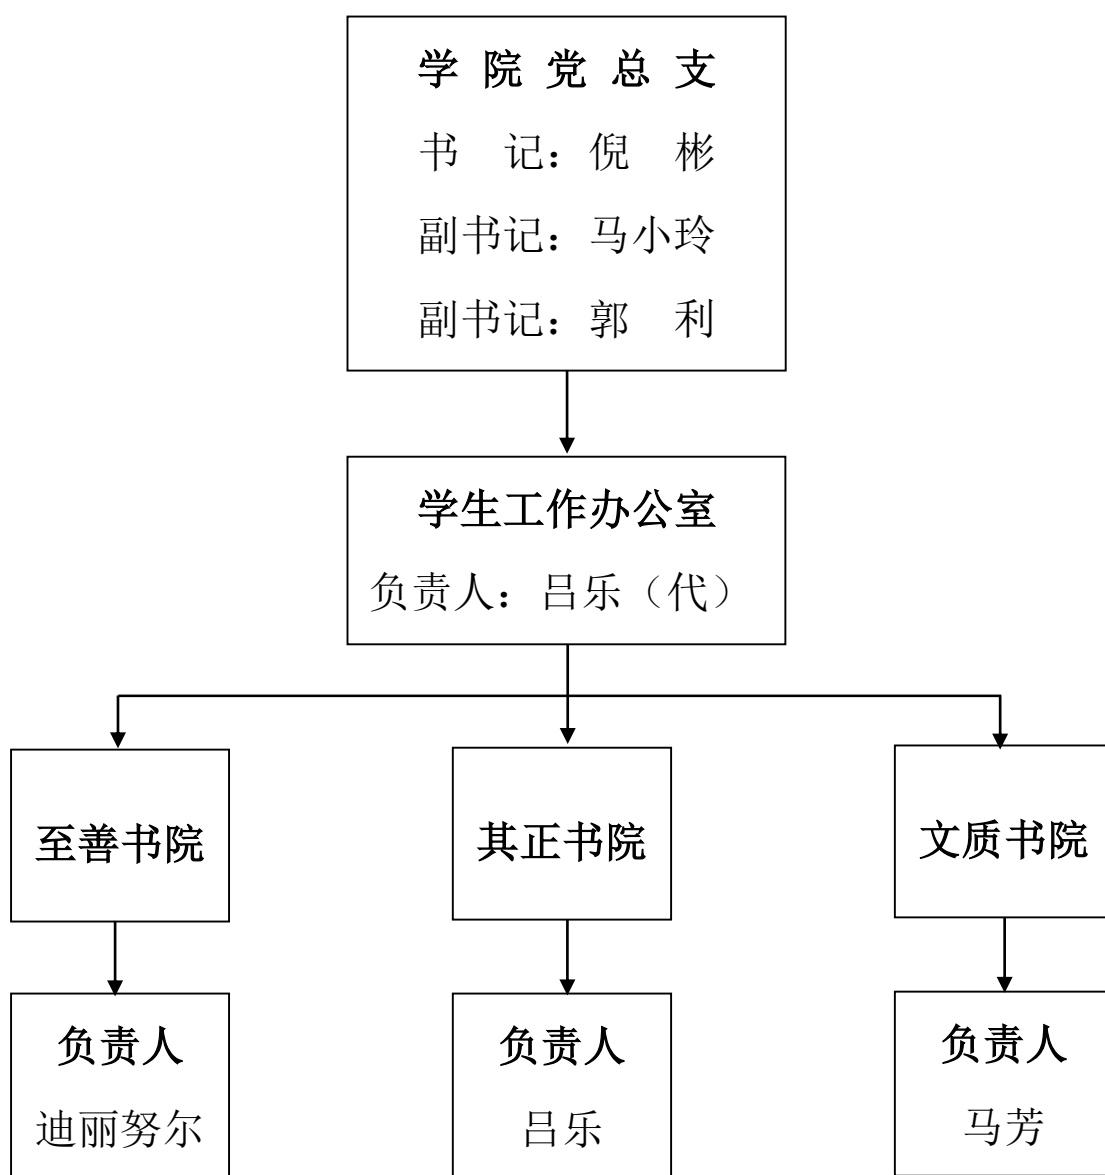 学院党总支
书　记：倪　彬
副书记：马小玲
副书记：郭　利
学生工作办公室
负责人：吕乐（代）
至善书院
其正书院
文质书院
负责人
迪丽努尔
负责人
吕乐
负责人
马芳